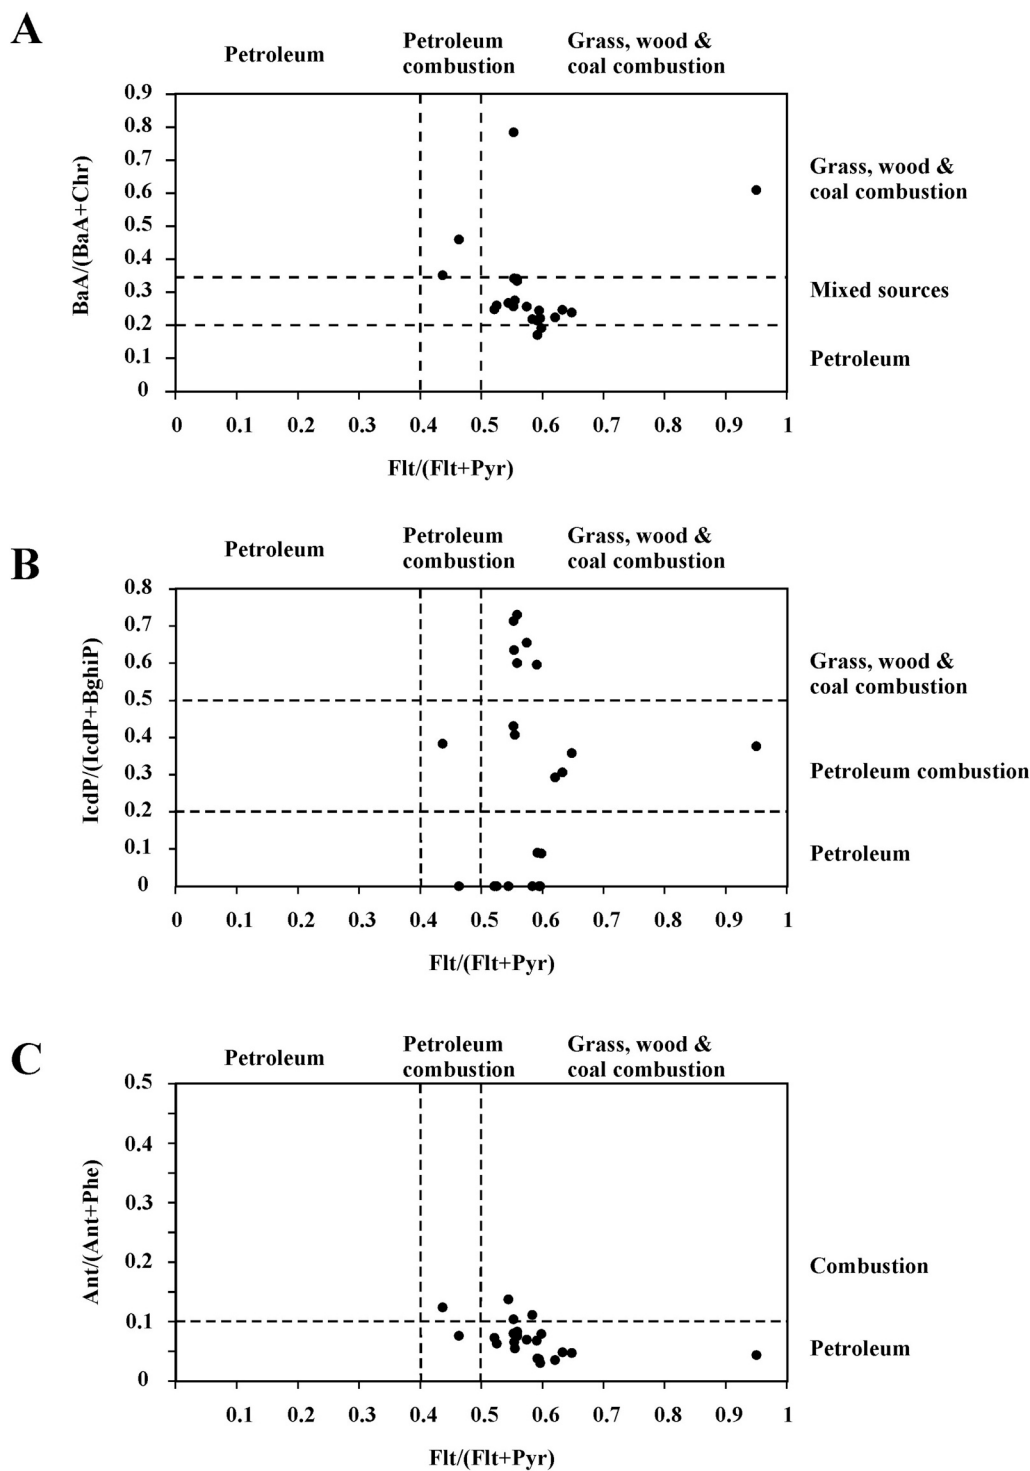 A
Petroleum
Petroleum
combustion
Grass, wood &
coal combustion
0.9
0.8
0.7
0.6
0.5
0.4
0.3
0.2
0.1
0
BaA/(BaA+Chr)
Grass, wood &
coal combustion
Mixed sources
Petroleum
0 0.1 0.2 0.3 0.4 0.5 0.6 0.7 0.8 0.9 1
Flt/(Flt+Pyr)
B
Petroleum
Petroleum
combustion
Grass, wood &
coal combustion
0.8
0.7
0.6
0.5
0.4
0.3
0.2
0.1
0
IcdP/(IcdP+BghiP)
Grass, wood &
coal combustion
Petroleum combustion
Petroleum
0 0.1 0.2 0.3 0.4 0.5 0.6 0.7 0.8 0.9 1
Flt/(Flt+Pyr)
C
Petroleum
Petroleum
combustion
Grass, wood &
coal combustion
0.5
0.4
0.3
0.2
0.1
0
Ant/(Ant+Phe)
Combustion
Petroleum
0.1 0.2 0.3 0.4 0.5 0.6 0.7 0.8 0.9 1
Flt/(Flt+Pyr)